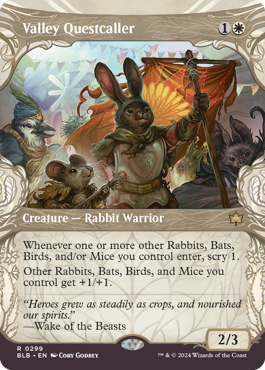 Valley Questcaller 1
Creature — Rabbit Warrior
Whenever one or more other Rabbits, Bats,
Birds, and/or Mice you control enter, scry 1.
Other Rabbits, Bats, Birds, and Mice you
control get +1/+1.
“Heroes grew as steadily as crops, and nourished
our spirits.”
—Wake of the Beasts
2/3
R 0299
BLB • EN Cory Godbey
™ & © 2024 Wizards of the Coast